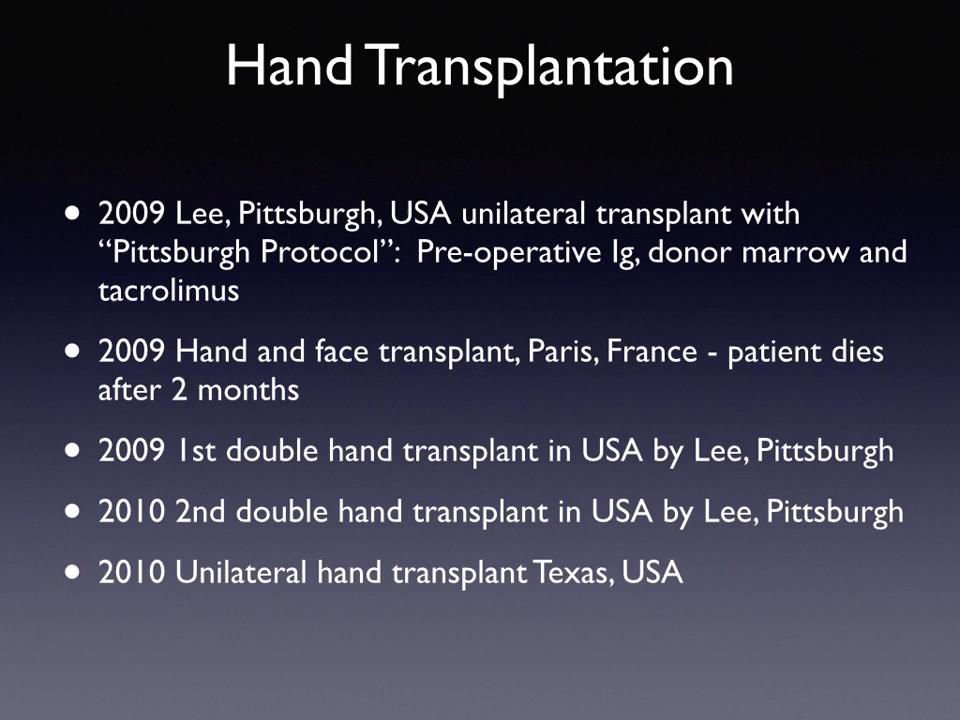 Hand Transplantation
• 2009 Lee, Pittsburgh, USA unilateral transplant with
“Pittsburgh Protocol”:  Pre-operative Ig, donor marrow and
tacrolimus
• 2009 Hand and face transplant, Paris, France - patient dies
after 2 months
• 2009 1st double hand transplant in USA by Lee, Pittsburgh
• 2010 2nd double hand transplant in USA by Lee, Pittsburgh
• 2010 Unilateral hand transplant Texas, USA